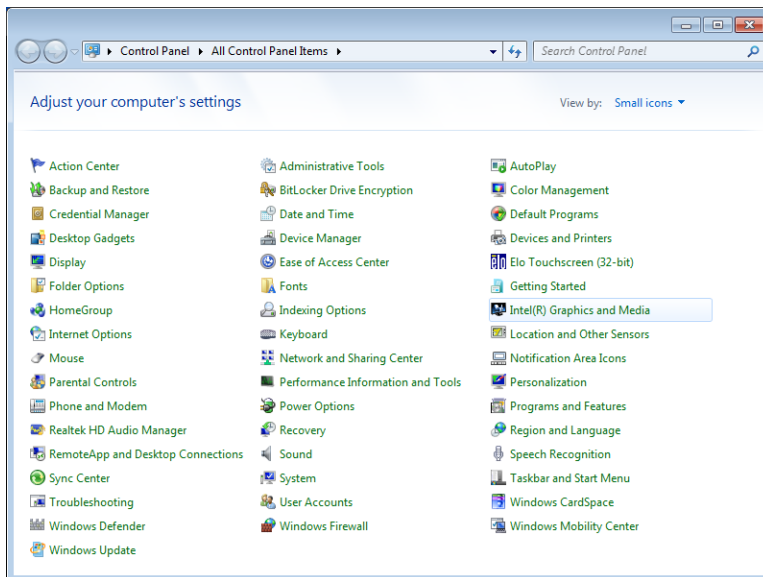 Control Panel All Control Panel Items Search Control Panel
Adjust your computer's settings View by: Small icons
Action Center Administrative Tools AutoPlay
Backup and Restore BitLocker Drive Encryption Color Management
Credential Manager Date and Time Default Programs
Desktop Gadgets Device Manager Devices and Printers
Display Ease of Access Center elo Elo Touchscreen (32-bit)
Folder Options Fonts Getting Started
HomeGroup Indexing Options Intel(R) Graphics and Media
Internet Options Keyboard Location and Other Sensors
Mouse Network and Sharing Center Notification Area Icons
Parental Controls Performance Information and Tools Personalization
Phone and Modem Power Options Programs and Features
Realtek HD Audio Manager Recovery Region and Language
RemoteApp and Desktop Connections Sound Speech Recognition
Sync Center System Taskbar and Start Menu
Troubleshooting User Accounts Windows CardSpace
Windows Defender Windows Firewall Windows Mobility Center
Windows Update